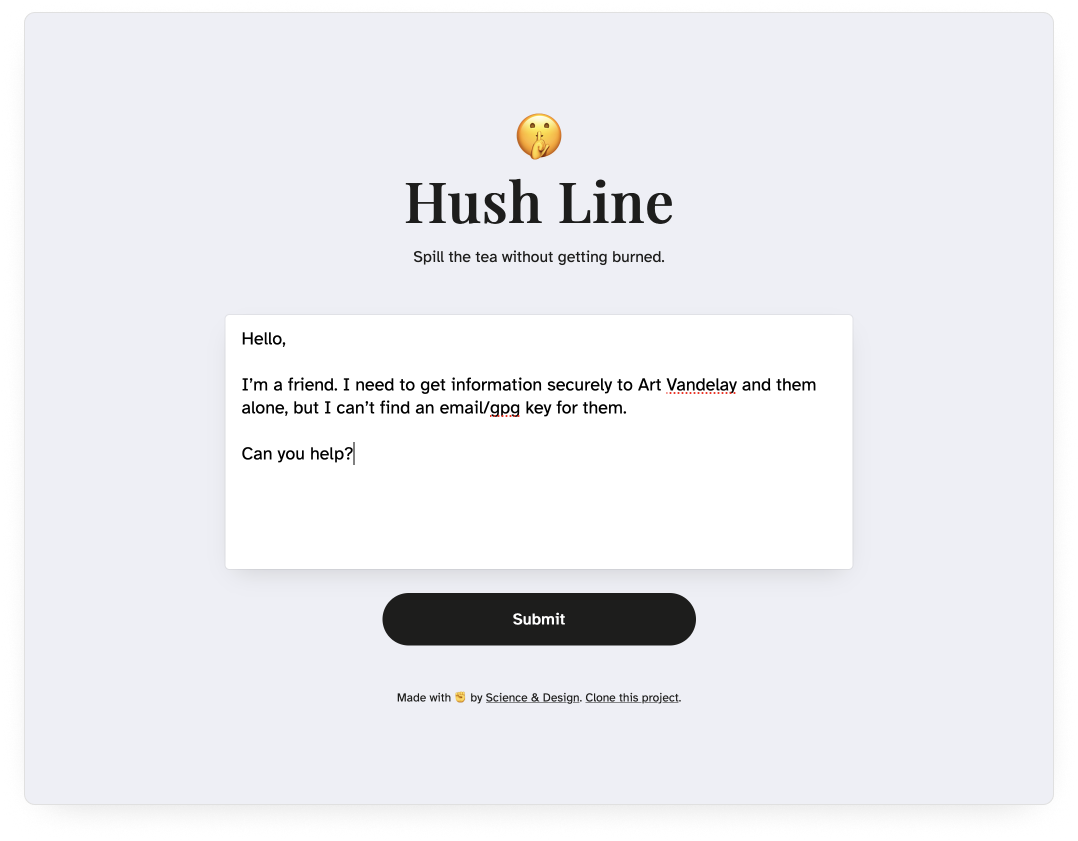 Hush Line
Spill the tea without getting burned.
Hello,
I’m a friend. I need to get information securely to Art Vandelay and them
alone, but I can’t find an email/gpg key for them.
Can you help?
Submit
Made with ✊ by Science & Design. Clone this project.